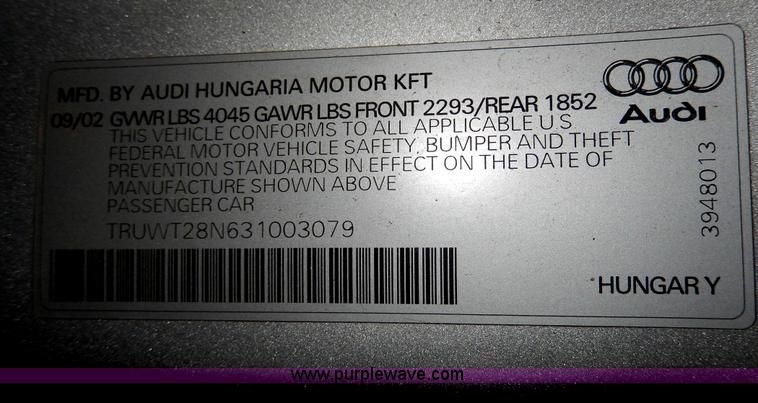 MFD. BY AUDI HUNGARIA MOTOR KFT
09/02 GVWR LBS 4045 GAWR LBS FRONT 2293/REAR 1852
THIS VEHICLE CONFORMS TO ALL APPLICABLE U.S.
FEDERAL MOTOR VEHICLE SAFETY, BUMPER AND THEFT
PREVENTION STANDARDS IN EFFECT ON THE DATE OF
MANUFACTURE SHOWN ABOVE
PASSENGER CAR
TRUWT28N631003079
Audi
3948013
HUNGARY
www.purplewave.com